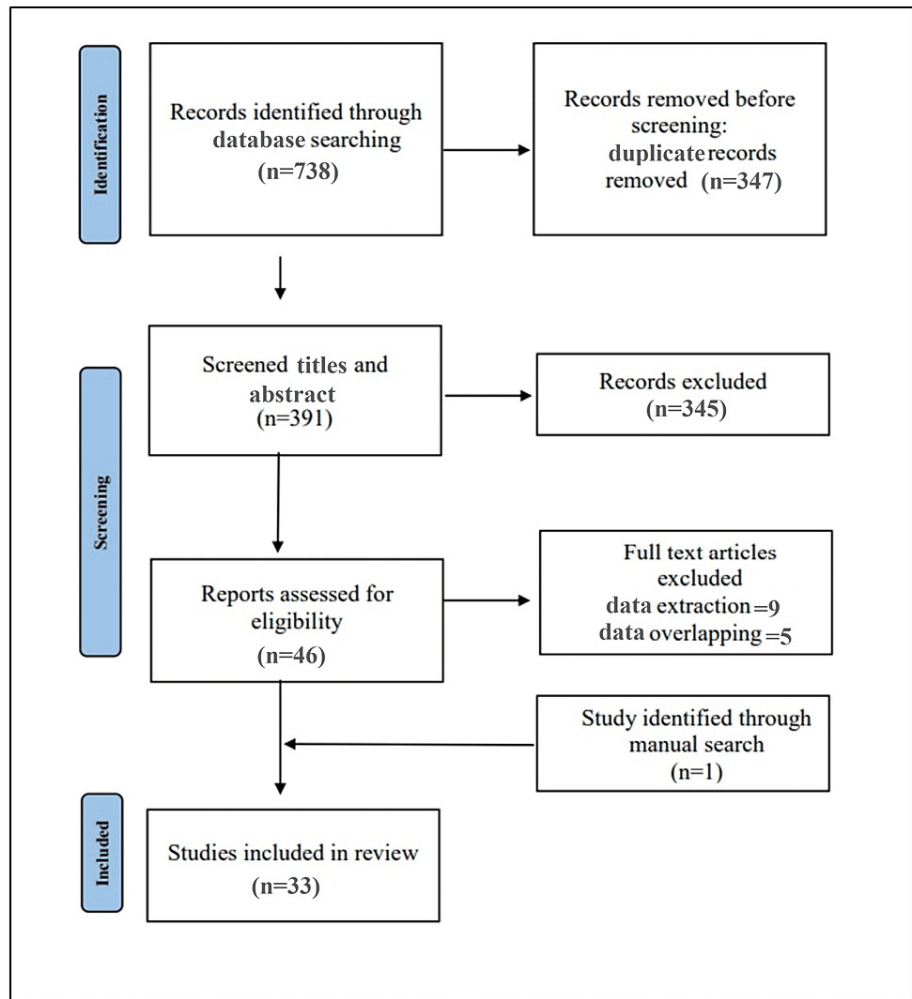 Identification
Records identified through
database searching
(n=738)
Records removed before
screening:
duplicate records
removed (n=347)
Screening
Screened titles and
abstract
(n=391)
Records excluded
(n=345)
Reports assessed for
eligibility
(n=46)
Full text articles
excluded
data extraction=9
data overlapping=5
Study identified through
manual search
(n=1)
Included
Studies included in review
(n=33)